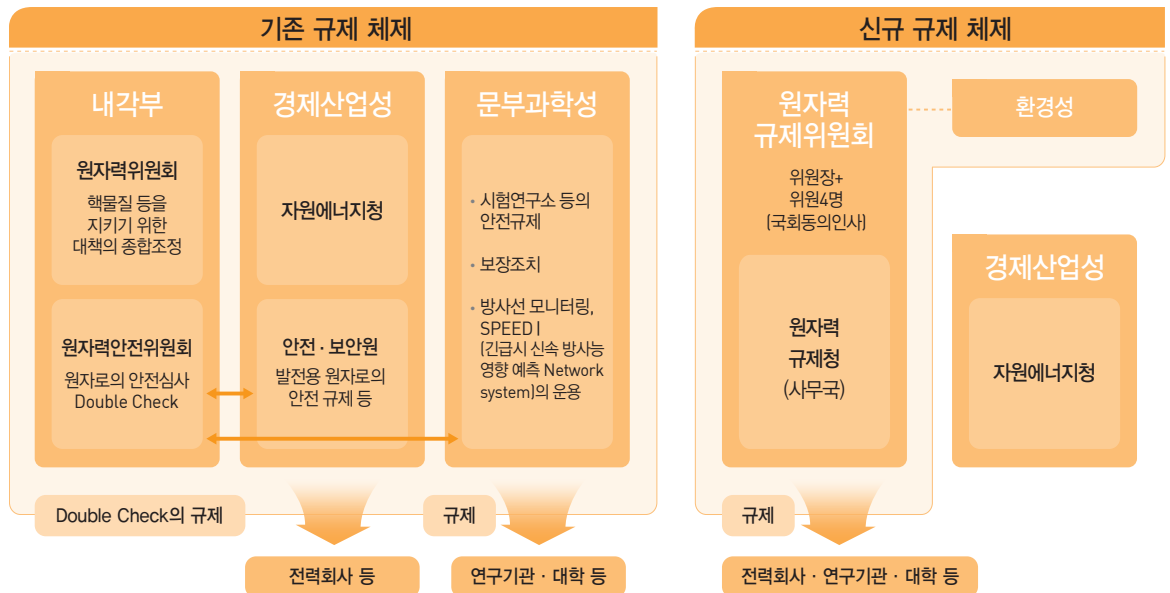 기존 규제 체제
내각부
원자력위원회
핵물질 등을
지키기 위한
대책의 종합조정
원자력안전위원회
원자로의 안전심사
Double Check
경제산업성
자원에너지청
안전 · 보안원
발전용 원자로의
안전 규제 등
문부과학성
• 시험연구소 등의
안전규제
• 보장조치
• 방사선 모니터링,
SPEED I
(긴급시 신속 방사능
영향 예측 Network
system)의 운용
Double Check의 규제
규제
전력회사 등
연구기관 · 대학 등
신규 규제 체제
원자력
규제위원회
위원장+
위원4명
(국회동의인사)
원자력
규제청
(사무국)
환경성
경제산업성
자원에너지청
규제
전력회사 · 연구기관 · 대학 등